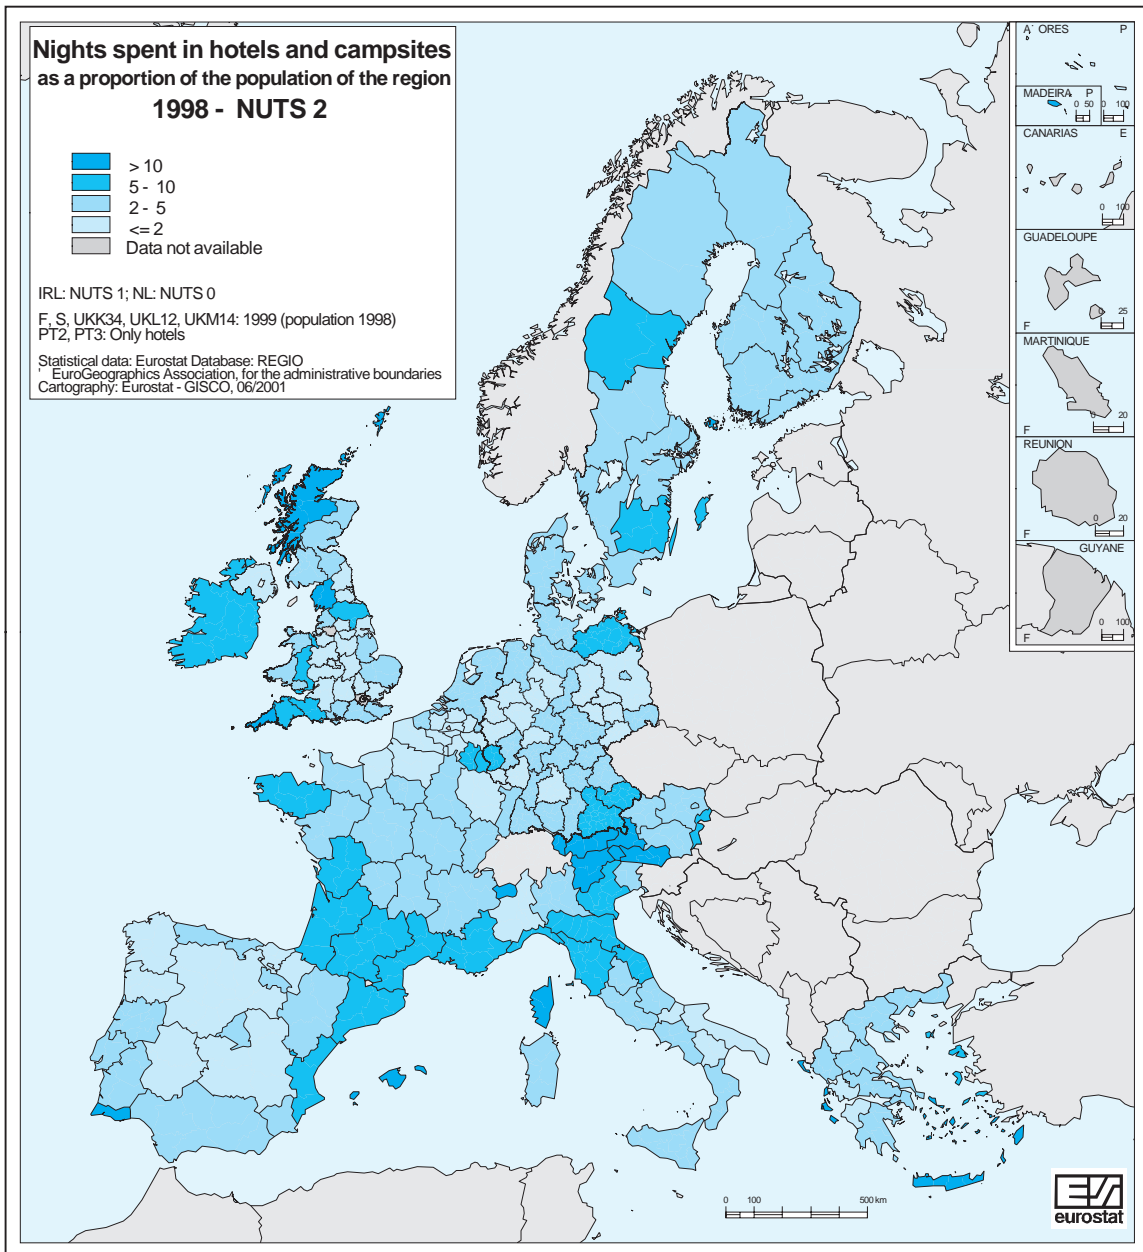 Nights spent in hotels and campsites
as a proportion of the population of the region
1998 - NUTS 2
> 10
5 - 10
2 - 5
<= 2
Data not available
IRL: NUTS 1; NL: NUTS 0
F, S, UKK34, UKL12, UKM14: 1999 (population 1998)
PT2, PT3: Only hotels
Statistical data: Eurostat Database: REGIO
' EuroGeographics Association, for the administrative boundaries
Cartography: Eurostat - GISCO, 06/2001
A' ORES P
MADEIRA P
0 50 0 100
CANARIAS E
0 100
GUADELOUPE
0 25
F
MARTINIQUE
0 20
F
REUNION
0 20
F
GUYANE
0 100
F
0 100 500 km
eurostat